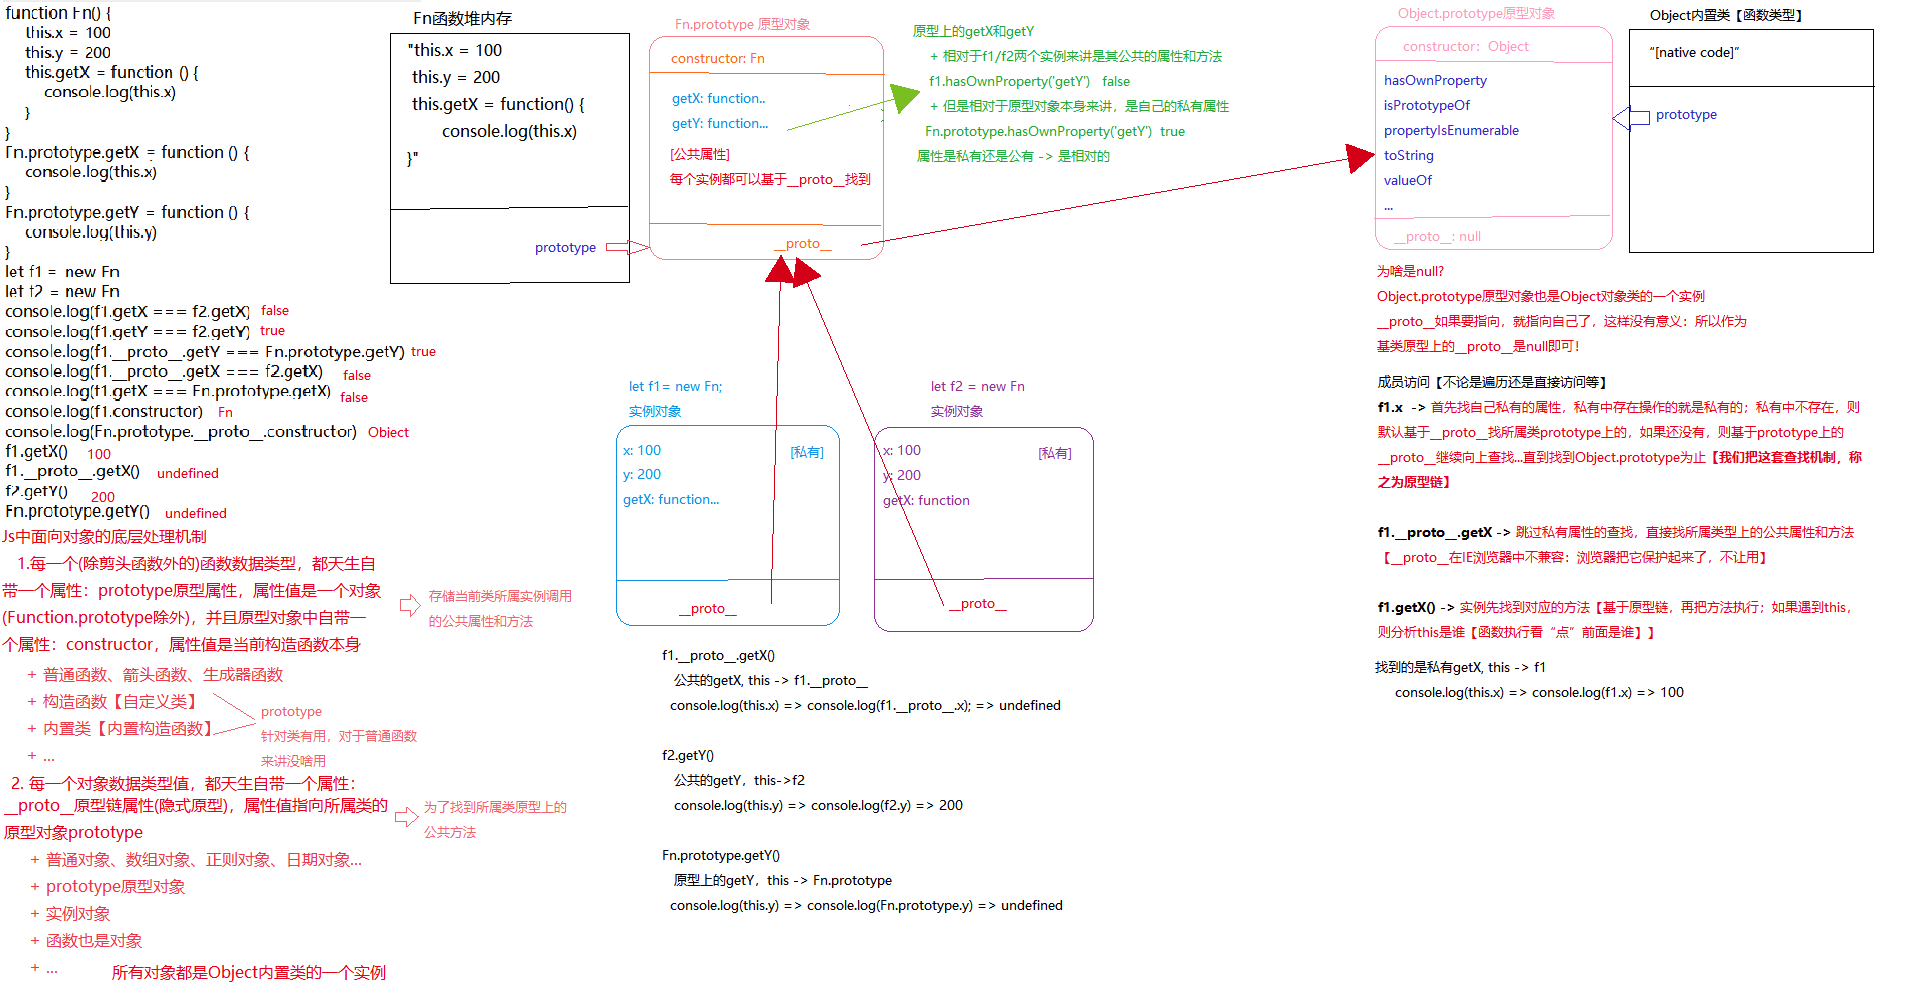 function Fn() {
this.x = 100
this.y = 200
this.getX = function () {
console.log(this.x)
}
}
Fn.prototype.getX = function () {
console.log(this.x)
}
Fn.prototype.getY = function () {
console.log(this.y)
}
let f1 = new Fn
let f2 = new Fn
console.log(f1.getX === f2.getX) false
console.log(f1.getY === f2.getY) true
console.log(f1.__proto__.getY === Fn.prototype.getY) true
console.log(f1.__proto__.getX === f2.getX) false
console.log(f1.getX === Fn.prototype.getX) false
console.log(f1.constructor) Fn
console.log(Fn.prototype.__proto__.constructor) Object
f1.getX() 100
f1.__proto__.getX() undefined
f2.getY() 200
Fn.prototype.getY() undefined
Js中面向对象的底层处理机制
1.每一个(除剪头函数外的)函数数据类型，都天生自
带一个属性：prototype原型属性，属性值是一个对象
(Function.prototype除外)，并且原型对象中自带一
个属性：constructor，属性值是当前构造函数本身
+ 普通函数、箭头函数、生成器函数
+ 构造函数【自定义类】
+ 内置类【内置构造函数】
+ ...
存储当前类所属实例调用
的公共属性和方法
prototype
针对类有用，对于普通函数
来讲没啥用
2. 每一个对象数据类型值，都天生自带一个属性：
__proto__原型链属性(隐式原型)，属性值指向所属类的
原型对象prototype
+ 普通对象、数组对象、正则对象、日期对象...
+ prototype原型对象
+ 实例对象
+ 函数也是对象
+ ...
所有对象都是Object内置类的一个实例
为了找到所属类原型上的
公共方法
Fn函数堆内存
"this.x = 100
this.y = 200
this.getX = function() {
console.log(this.x)
}"
prototype
Fn.prototype 原型对象
constructor: Fn
getX: function..
getY: function...
[公共属性]
每个实例都可以基于__proto__找到
__proto__
原型上的getX和getY
+ 相对于f1/f2两个实例来讲是其公共的属性和方法
f1.hasOwnProperty('getY') false
+ 但是相对于原型对象本身来讲，是自己的私有属性
Fn.prototype.hasOwnProperty('getY') true
属性是私有还是公有 -> 是相对的
let f1= new Fn;
实例对象
x: 100
[私有]
y: 200
getX: function...
__proto__
let f2 = new Fn
实例对象
x: 100
[私有]
y: 200
getX: function
__proto__
f1.__proto__.getX()
公共的getX, this -> f1.__proto__
console.log(this.x) => console.log(f1.__proto__.x); => undefined
f2.getY()
公共的getY，this->f2
console.log(this.y) => console.log(f2.y) => 200
Fn.prototype.getY()
原型上的getY，this -> Fn.prototype
console.log(this.y) => console.log(Fn.prototype.y) => undefined
Object.prototype原型对象
constructor：Object
hasOwnProperty
isPrototypeOf
propertyIsEnumerable
toString
valueOf
...
__proto__: null
Object内置类【函数类型】
“[native code]”
prototype
为啥是null?
Object.prototype原型对象也是Object对象类的一个实例
__proto__如果要指向，就指向自己了，这样没有意义：所以作为
基类原型上的__proto__是null即可！
成员访问【不论是遍历还是直接访问等】
f1.x -> 首先找自己私有的属性，私有中存在操作的就是私有的；私有中不存在，则
默认基于__proto__找所属类prototype上的，如果还没有，则基于prototype上的
__proto__继续向上查找...直到找到Object.prototype为止【我们把这套查找机制，称
之为原型链】
f1.__proto__.getX -> 跳过私有属性的查找，直接找所属类型上的公共属性和方法
【__proto__在IE浏览器中不兼容：浏览器把它保护起来了，不让用】
f1.getX() -> 实例先找到对应的方法【基于原型链，再把方法执行；如果遇到this，
则分析this是谁【函数执行看“点”前面是谁】】
找到的是私有getX, this -> f1
console.log(this.x) => console.log(f1.x) => 100